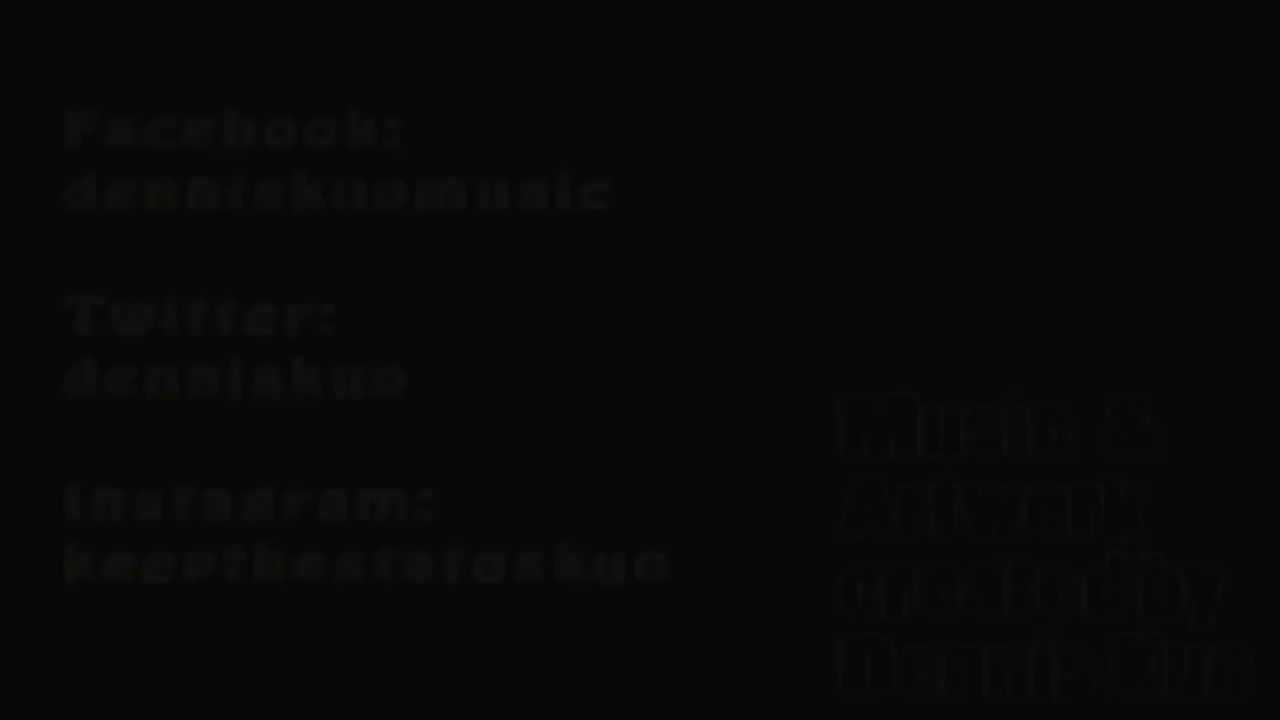 Facebook:
denniskuomusic
Twitter:
denniskuo
Instagram:
keepthestatuskuo
Music &
Artwork
created by
Dennis Kuo